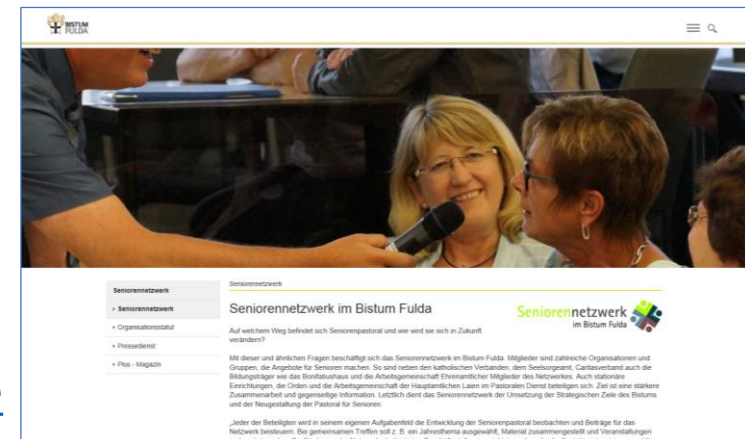 BISTUM
FULDA
Seniorennetzwerk
▸ Seniorennetzwerk
▸ Organisationsstatut
▸ Pressedienst
▸ Plus - Magazin
Seniorennetzwerk
Seniorennetzwerk im Bistum Fulda
Seniorennetzwerk
im Bistum Fulda
Auf welchem Weg befindet sich Seniorenpastoral und wie wird sie sich in Zukunft
verändern?
Mit dieser und ähnlichen Fragen beschäftigt sich das Seniorennetzwerk im Bistum Fulda. Mitglieder sind zahlreiche Organisationen und
Gruppen, die Angebote für Senioren machen. So sind neben den katholischen Verbänden, dem Seelsorgeamt, Caritasverband auch die
Bildungsträger wie das Bonifatiushaus und die Arbeitsgemeinschaft Ehrenamtlicher Mitglieder des Netzwerkes. Auch stationäre
Einrichtungen, die Orden und die Arbeitsgemeinschaft der Hauptamtlichen Laien im Pastoralen Dienst beteiligen sich. Ziel ist eine stärkere
Zusammenarbeit und gegenseitige Information. Letztlich dient das Seniorennetzwerk der Umsetzung der Strategischen Ziele des Bistums
und der Neugestaltung der Pastoral für Senioren.
„Jeder der Beteiligten wird in seinem eigenen Aufgabenfeld die Entwicklung der Seniorenpastoral beobachten und Beiträge für das
Netzwerk beisteuern. Bei gemeinsamen Treffen soll z. B. ein Jahresthema ausgewählt, Material zusammengestellt und Veranstaltungen